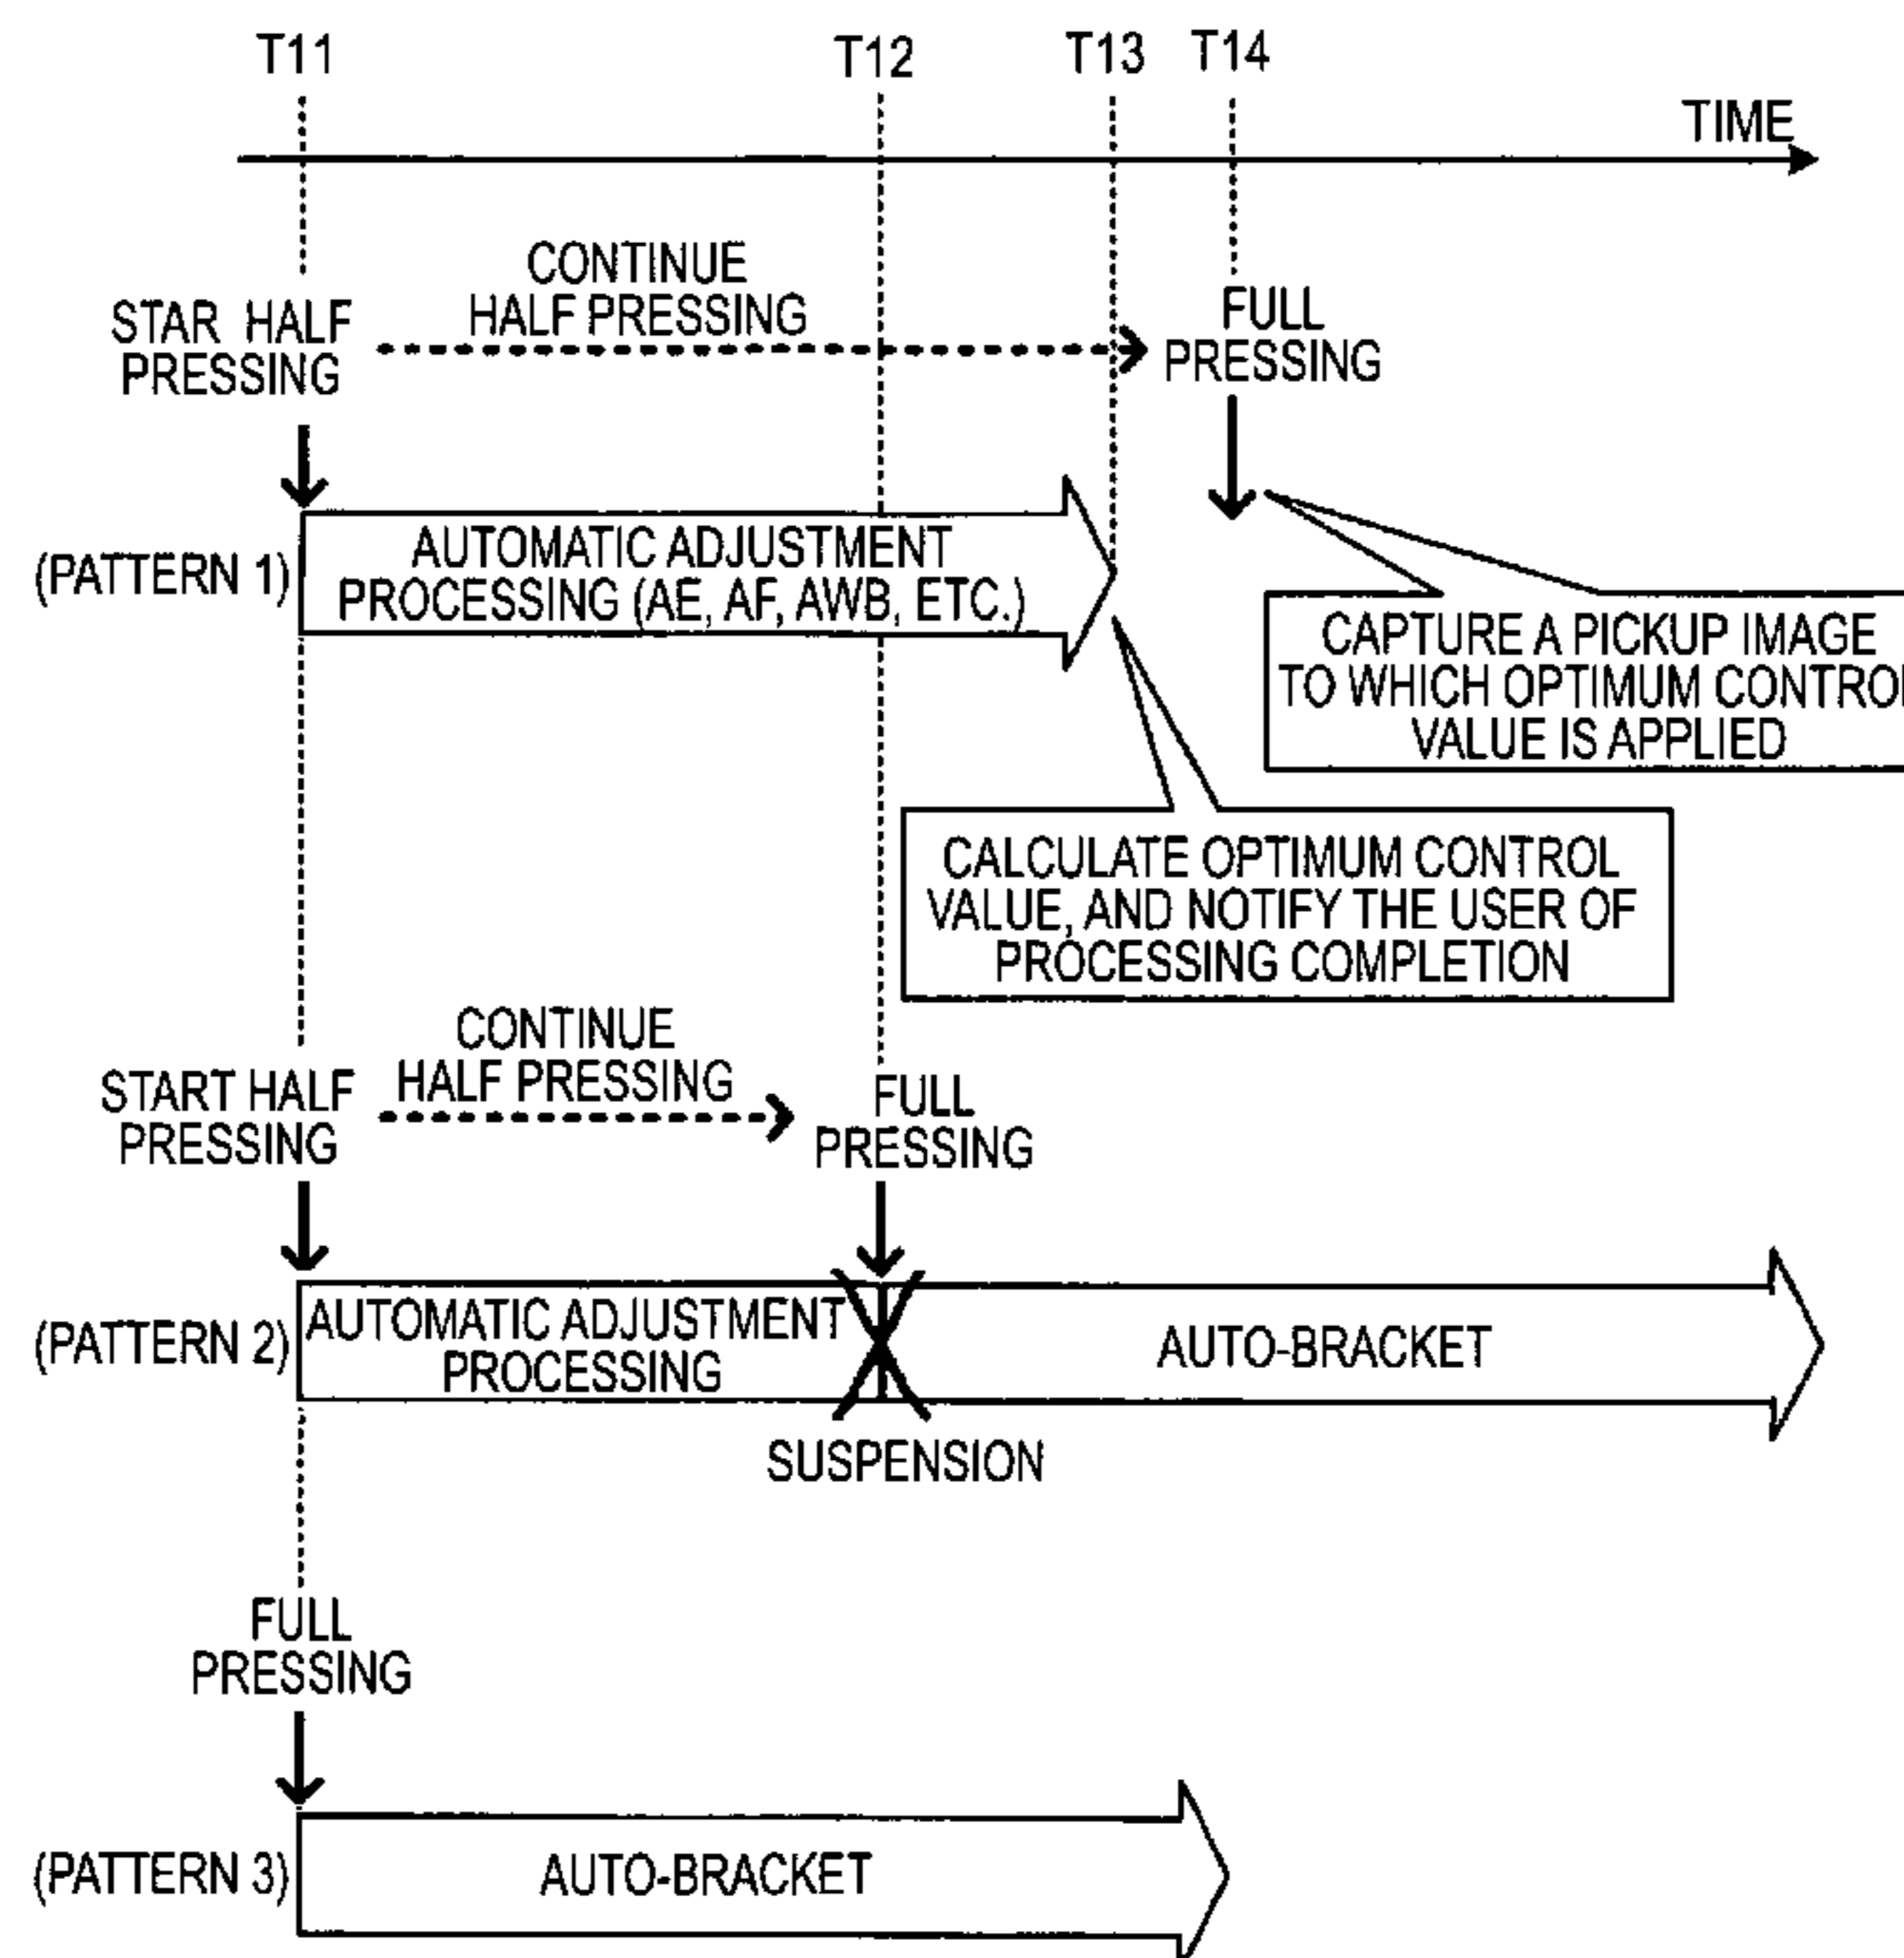 T11
T12
T13
T14
TIME
CONTINUE
HALF PRESSING
STAR HALF
PRESSING
FULL
PRESSING
(PATTERN 1)
AUTOMATIC ADJUSTMENT
PROCESSING (AE, AF, AWB, ETC.)
CAPTURE A PICKUP IMAGE
TO WHICH OPTIMUM CONTROL
VALUE IS APPLIED
CALCULATE OPTIMUM CONTROL
VALUE, AND NOTIFY THE USER OF
PROCESSING COMPLETION
CONTINUE
HALF PRESSING
START HALF
PRESSING
FULL
PRESSING
(PATTERN 2)
AUTOMATIC ADJUSTMENT
PROCESSING
AUTO-BRACKET
SUSPENSION
FULL
PRESSING
(PATTERN 3)
AUTO-BRACKET